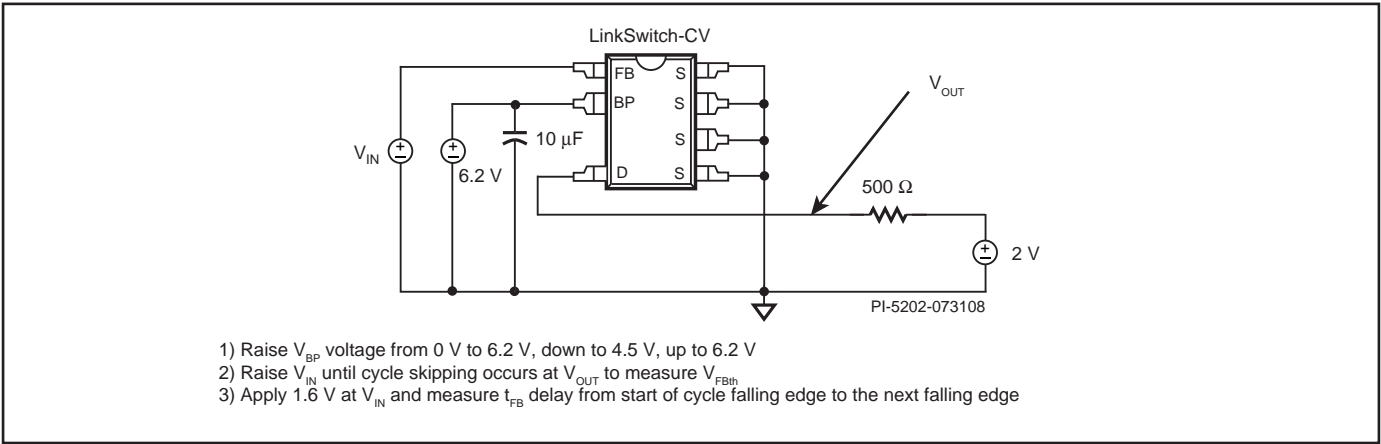 LinkSwitch-CV
FB S
BP S
S
D S
V_OUT
V_IN
6.2 V
10 μF
500 Ω
2 V
PI-5202-073108
1) Raise V_BP voltage from 0 V to 6.2 V, down to 4.5 V, up to 6.2 V
2) Raise V_IN until cycle skipping occurs at V_OUT to measure V_FBth
3) Apply 1.6 V at V_IN and measure t_FB delay from start of cycle falling edge to the next falling edge